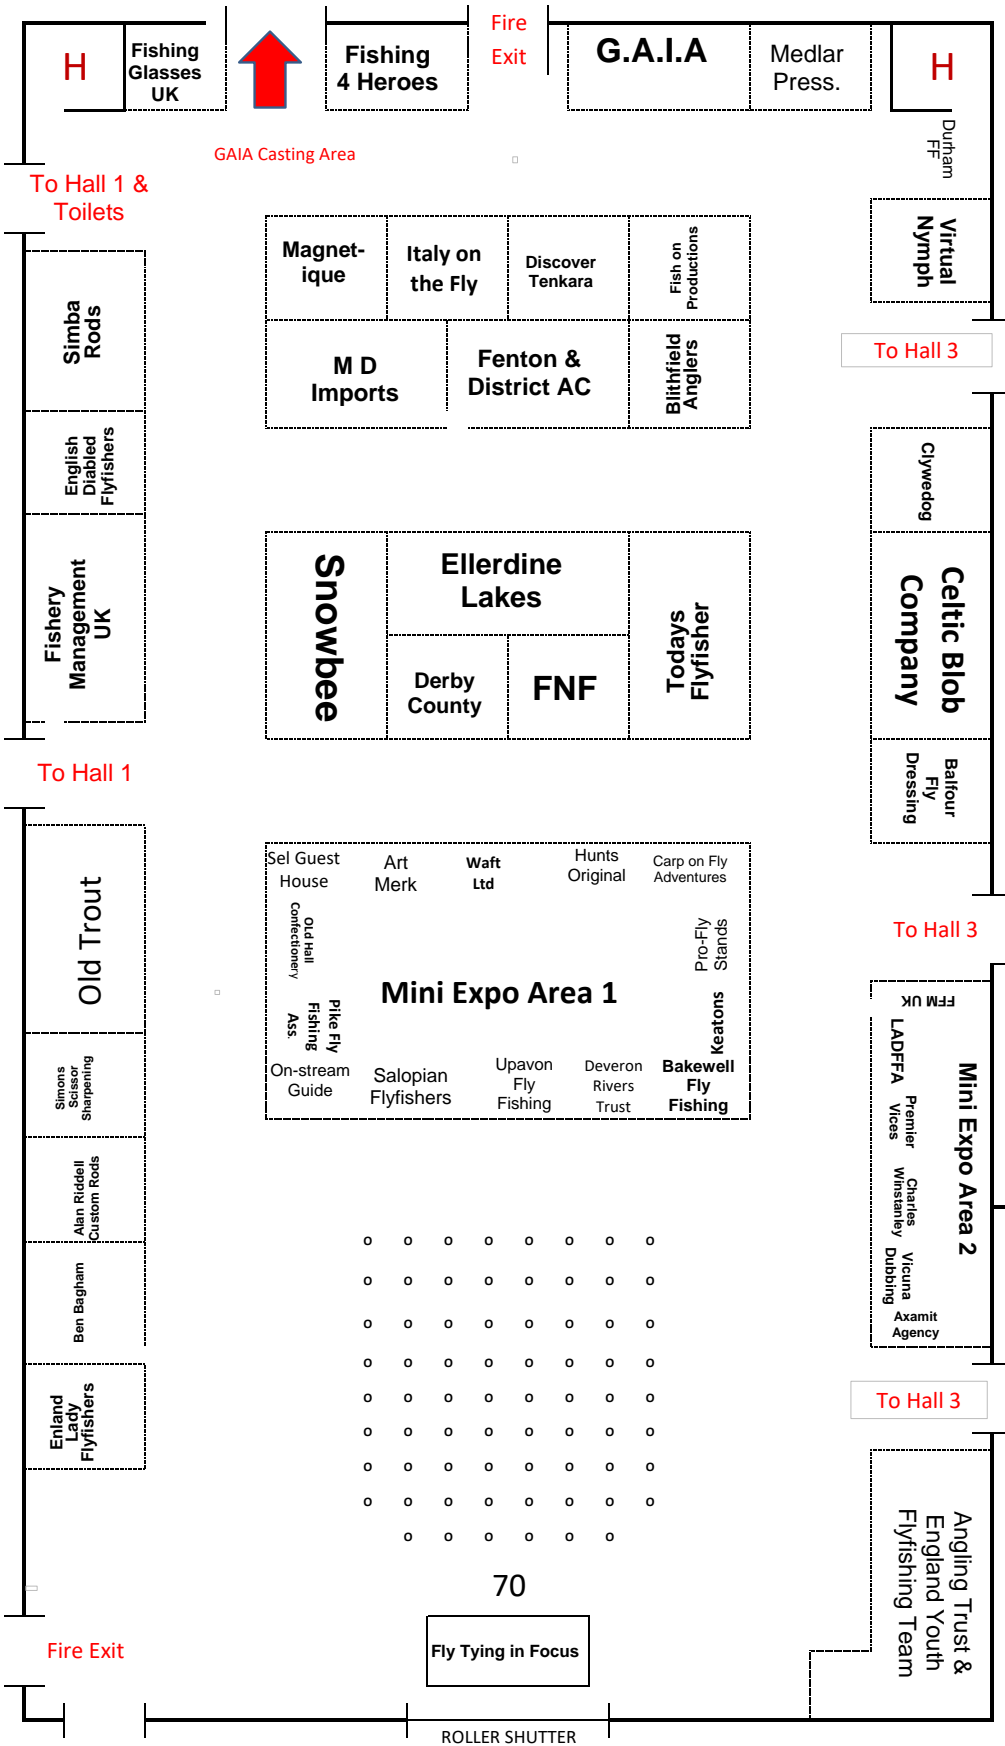 H
Fishing
Glasses
UK
Fishing
4 Heroes
Fire
Exit
G.A.I.A
Medlar
Press.
H
GAIA Casting Area
Durham
FF
To Hall 1 &
Toilets
Virtual
Nymph
Magnet-
ique
Italy on
the Fly
Discover
Tenkara
Fish on
Productions
Simba
Rods
M D
Imports
Fenton &
District AC
Blithfield
Anglers
To Hall 3
English
Diabled
Flyfishers
Clywedog
Fishery
Management
UK
Snowbee
Ellerdine
Lakes
Derby
County
FNF
Todays
Flyfisher
Celtic Blob
Company
To Hall 1
Balfour
Fly
Dressing
Old Trout
Sel Guest
House
Art
Merk
Waft
Ltd
Hunts
Original
Carp on Fly
Adventures
OLd Hall
Confectionery
Pro-Fly
Stands
To Hall 3
Mini Expo Area 1
Pike Fly
Fishing
Ass.
Keatons
On-stream
Guide
Salopian
Flyfishers
Upavon
Fly
Fishing
Deveron
Rivers
Trust
Bakewell
Fly
Fishing
FFM UK
LADFFA
Premier
Vices
Charles
Winstanley
Vicuna
Dubbing
Axamit
Agency
Mini Expo Area 2
Simons
Scissor
Sharpening
Alan Riddell
Custom Rods
Ben Bagham
Enland
Lady
Flyfishers
o o o o o o o o
o o o o o o o o
o o o o o o o o
o o o o o o o o
o o o o o o o o
o o o o o o o o
o o o o o o o o
o o o o o o o o
o o o o o o
70
To Hall 3
Angling Trust &
England Youth
Flyfishing Team
Fire Exit
Fly Tying in Focus
ROLLER SHUTTER